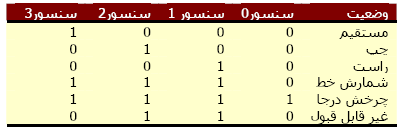 وضعیت سنسور0 سنسور 1 سنسور2 سنسور3
مستقیم 0 0 0 1
چپ 0 0 1 0
راست 0 1 0 0
شمارش خط 0 1 1 1
چرخش درجا 1 1 1 1
غیر قابل قبول 0 1 1 0